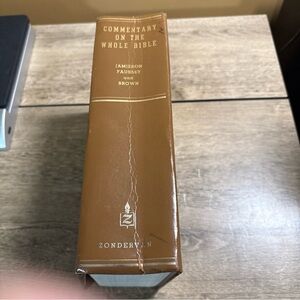 COMMENTARY
ON THE
WHOLE BIBLE
JAMIESON
FAUSSET
AND
BROWN
Z
ZONDERVAN